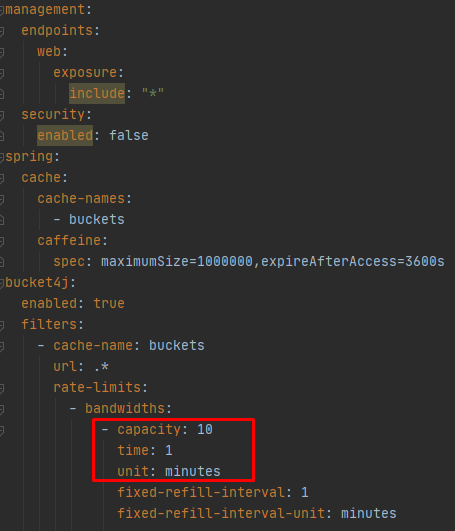 management:
  endpoints:
    web:
      exposure:
        include: "*"
  security:
    enabled: false
spring:
  cache:
    cache-names:
      - buckets
    caffeine:
      spec: maximumSize=1000000,expireAfterAccess=3600s
bucket4j:
  enabled: true
  filters:
    - cache-name: buckets
      url: .*
      rate-limits:
        - bandwidths:
          - capacity: 10
            time: 1
            unit: minutes
            fixed-refill-interval: 1
            fixed-refill-interval-unit: minutes